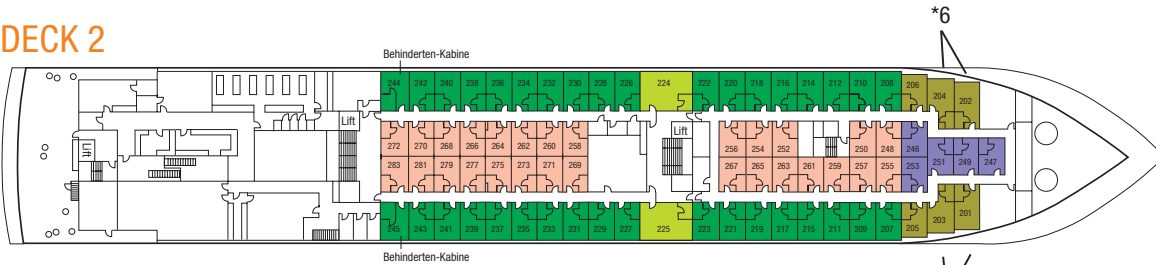 *6
DECK 2
Behinderten-Kabine
244 242 240 238 236 234 232 230 228 226 224 222 220 218 216 214 212 210 208 206 204 202
Lift Lift
272 270 268 266 264 262 260 258 256 254 252 250 248 246
Lift
283 281 279 277 275 273 271 269 267 265 263 261 259 257 255 253 251 249 247
245 243 241 239 237 235 233 231 229 227 225 223 221 219 217 215 211 209 207 205 203 201
Behinderten-Kabine